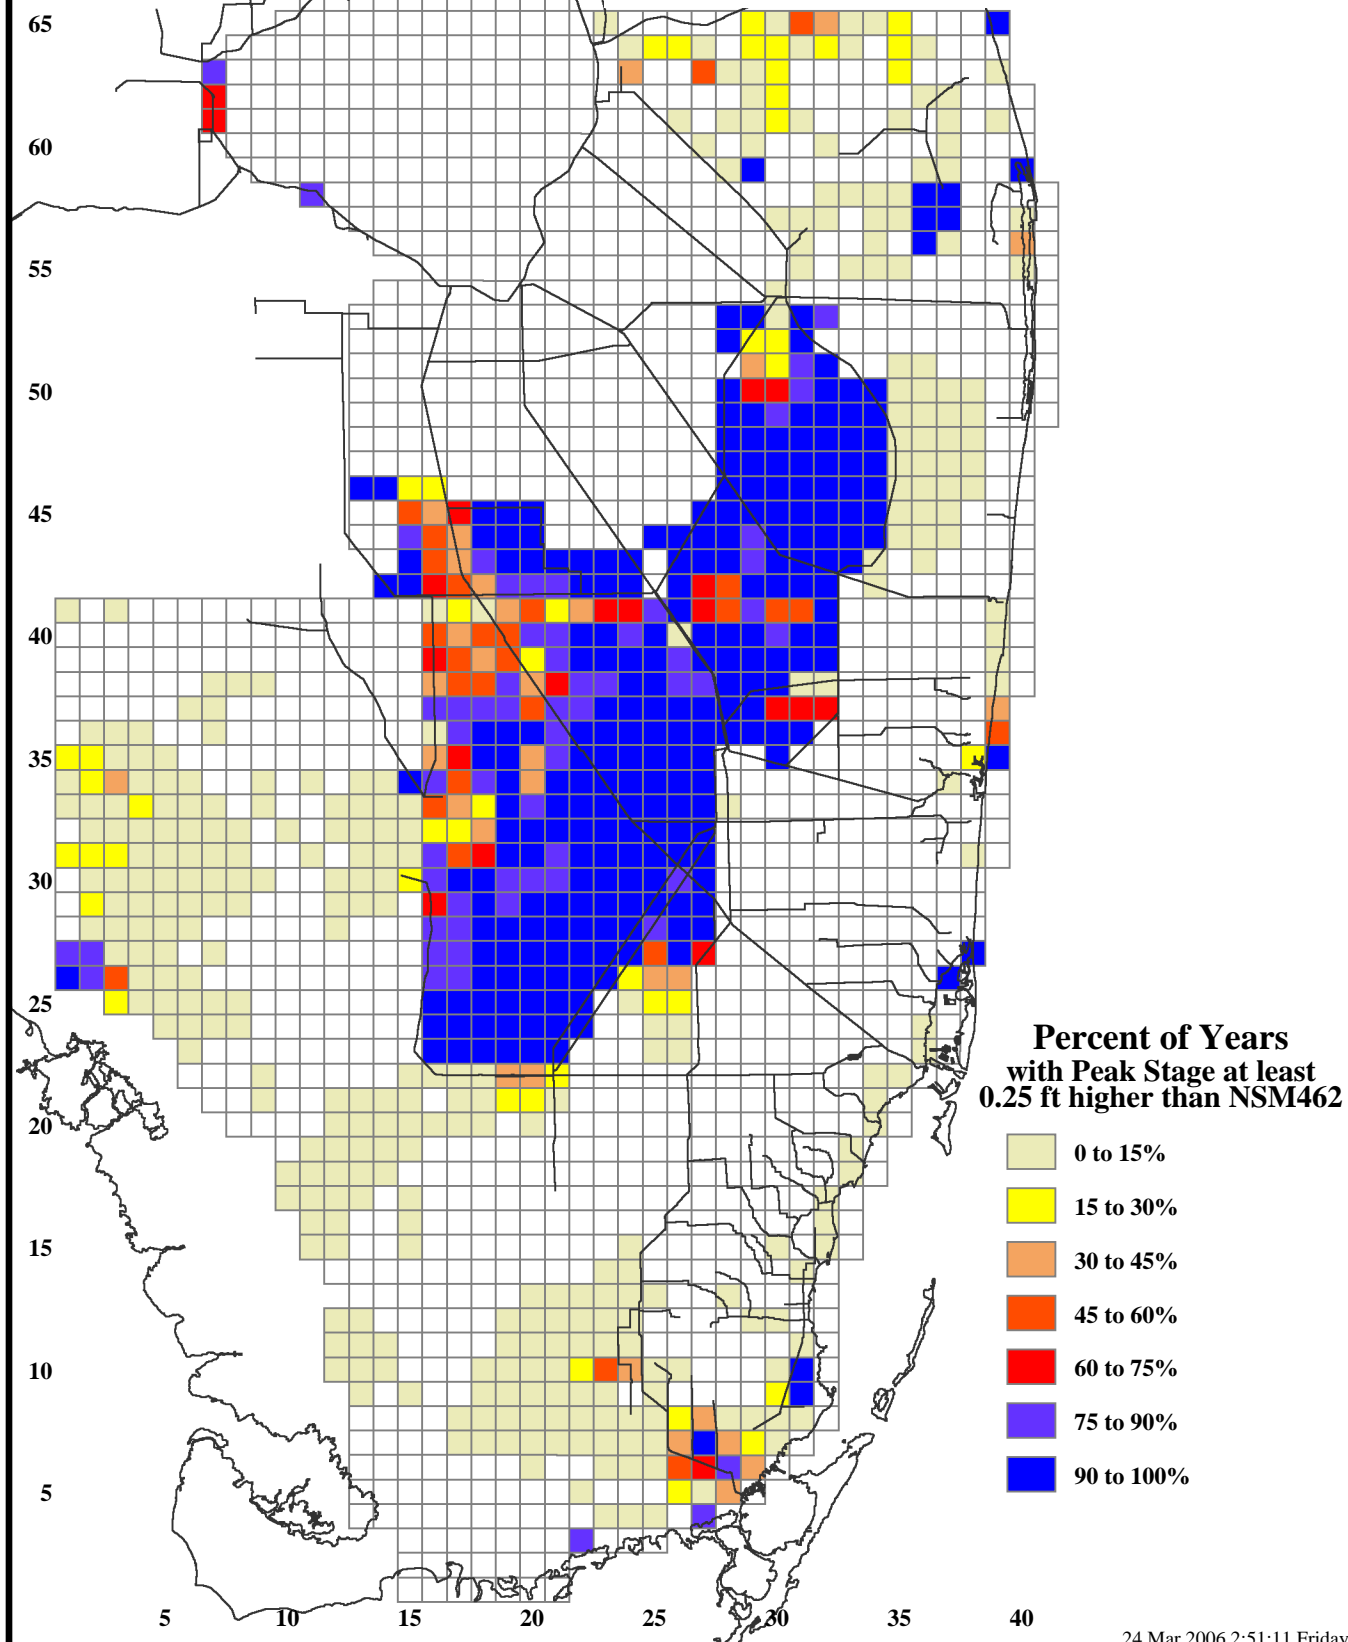 65
60
55
50
45
40
35
30
25
20
15
10
5
Percent of Years
with Peak Stage at least
0.25 ft higher than NSM462
0 to 15%
15 to 30%
30 to 45%
45 to 60%
60 to 75%
75 to 90%
90 to 100%
5 10 15 20 25 30 35 40
24 Mar 2006 2:51:11 Friday